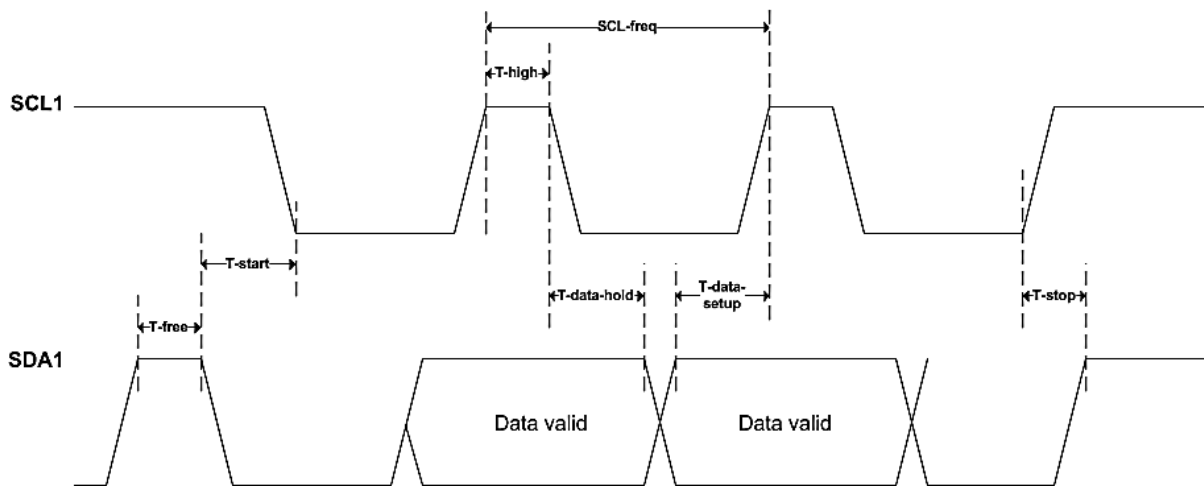 SCL-freq
T-high
SCL1
T-start
T-data-hold
T-data-
setup
T-stop
T-free
SDA1
Data valid
Data valid